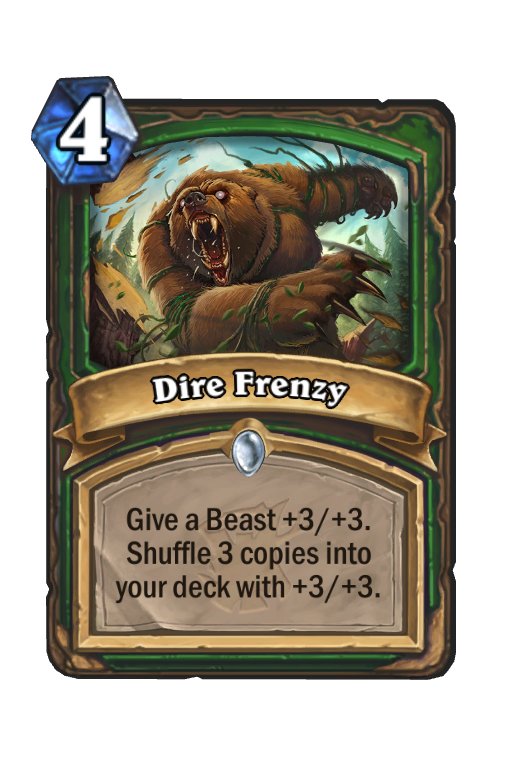 4
Dire Frenzy
Give a Beast +3/+3.
Shuffle 3 copies into
your deck with +3/+3.